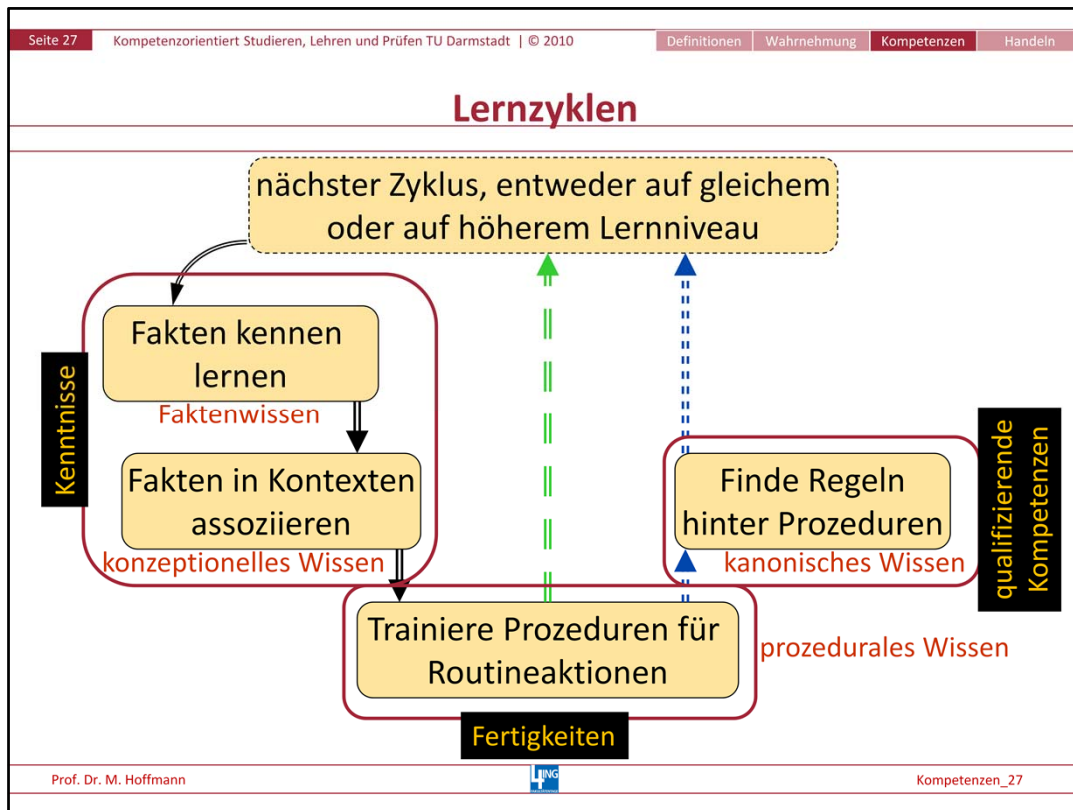 Seite 27
Kompetenzorientiert Studieren, Lehren und Prüfen TU Darmstadt | © 2010
Definitionen
Wahrnehmung
Kompetenzen
Handeln
Lernzyklen
nächster Zyklus, entweder auf gleichem
oder auf höherem Lernniveau
Kenntnisse
Fakten kennen
lernen
Faktenwissen
Fakten in Kontexten
assoziieren
konzeptionelles Wissen
Finde Regeln
hinter Prozeduren
kanonisches Wissen
qualifizierende
Kompetenzen
Trainiere Prozeduren für
Routineaktionen
prozedurales Wissen
Fertigkeiten
Prof. Dr. M. Hoffmann
4ING
Kompetenzen_27